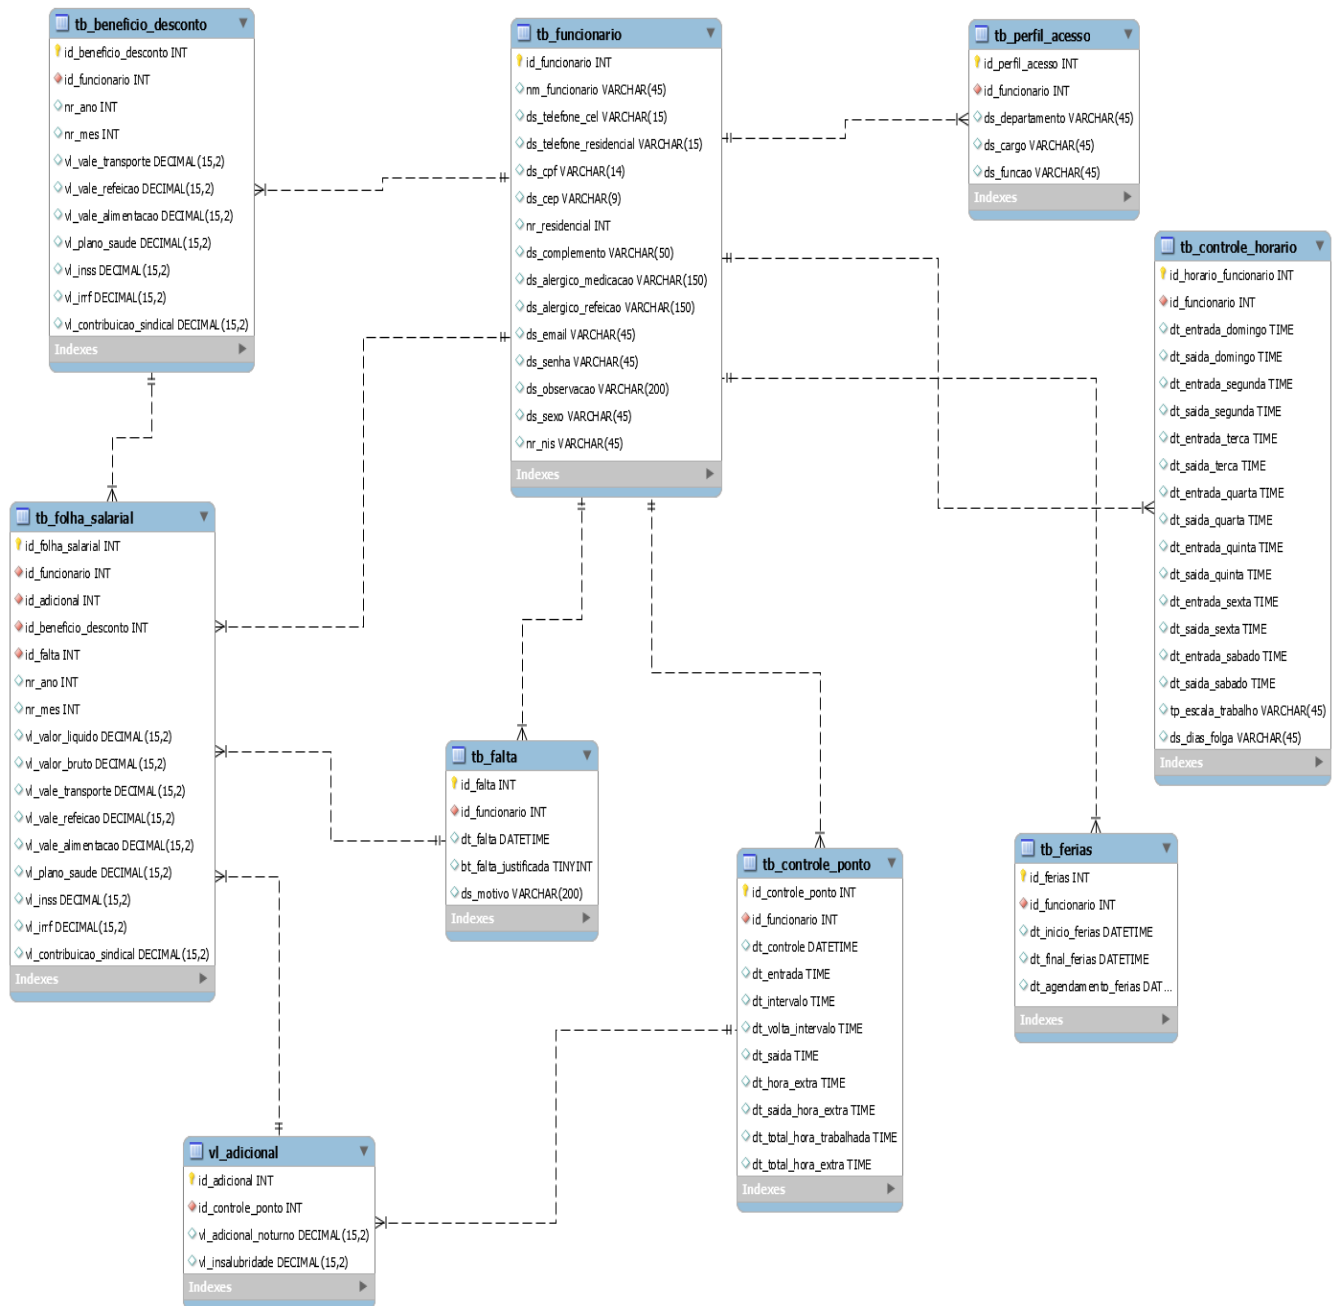 tb_beneficio_desconto
id_beneficio_desconto INT
id_funcionario INT
nr_ano INT
nr_mes INT
vl_vale_transporte DECIMAL(15,2)
vl_vale_refeicao DECIMAL(15,2)
vl_vale_alimentacao DECIMAL(15,2)
vl_plano_saude DECIMAL(15,2)
vl_inss DECIMAL(15,2)
vl_irrf DECIMAL(15,2)
vl_contribuicao_sindical DECIMAL(15,2)
Indexes
tb_funcionario
id_funcionario INT
nm_funcionario VARCHAR(45)
ds_telefone_cel VARCHAR(15)
ds_telefone_residencial VARCHAR(15)
ds_cpf VARCHAR(14)
ds_cep VARCHAR(9)
nr_residencial INT
ds_complemento VARCHAR(50)
ds_alergico_medicacao VARCHAR(150)
ds_alergico_refeicao VARCHAR(150)
ds_email VARCHAR(45)
ds_senha VARCHAR(45)
ds_observacao VARCHAR(200)
ds_sexo VARCHAR(45)
nr_nis VARCHAR(45)
Indexes
tb_perfil_acesso
id_perfil_acesso INT
id_funcionario INT
ds_departamento VARCHAR(45)
ds_cargo VARCHAR(45)
ds_funcao VARCHAR(45)
Indexes
tb_controle_horario
id_horario_funcionario INT
id_funcionario INT
dt_entrada_domingo TIME
dt_saida_domingo TIME
dt_entrada_segunda TIME
dt_saida_segunda TIME
dt_entrada_terca TIME
dt_saida_terca TIME
dt_entrada_quarta TIME
dt_saida_quarta TIME
dt_entrada_quinta TIME
dt_saida_quinta TIME
dt_entrada_sexta TIME
dt_saida_sexta TIME
dt_entrada_sabado TIME
dt_saida_sabado TIME
tp_escala_trabalho VARCHAR(45)
ds_dias_folga VARCHAR(45)
Indexes
tb_folha_salarial
id_folha_salarial INT
id_funcionario INT
id_adicional INT
id_beneficio_desconto INT
id_falta INT
nr_ano INT
nr_mes INT
vl_valor_liquido DECIMAL(15,2)
vl_valor_bruto DECIMAL(15,2)
vl_vale_transporte DECIMAL(15,2)
vl_vale_refeicao DECIMAL(15,2)
vl_vale_alimentacao DECIMAL(15,2)
vl_plano_saude DECIMAL(15,2)
vl_inss DECIMAL(15,2)
vl_irrf DECIMAL(15,2)
vl_contribuicao_sindical DECIMAL(15,2)
Indexes
tb_falta
id_falta INT
id_funcionario INT
dt_falta DATETIME
bt_falta_justificada TINYINT
ds_motivo VARCHAR(200)
Indexes
tb_controle_ponto
id_controle_ponto INT
id_funcionario INT
dt_controle DATETIME
dt_entrada TIME
dt_intervalo TIME
dt_volta_intervalo TIME
dt_saida TIME
dt_hora_extra TIME
dt_saida_hora_extra TIME
dt_total_hora_trabalhada TIME
dt_total_hora_extra TIME
Indexes
tb_ferias
id_ferias INT
id_funcionario INT
dt_inicio_ferias DATETIME
dt_final_ferias DATETIME
dt_agendamento_ferias DAT...
Indexes
vl_adicional
id_adicional INT
id_controle_ponto INT
vl_adicional_noturno DECIMAL(15,2)
vl_insalubridade DECIMAL(15,2)
Indexes